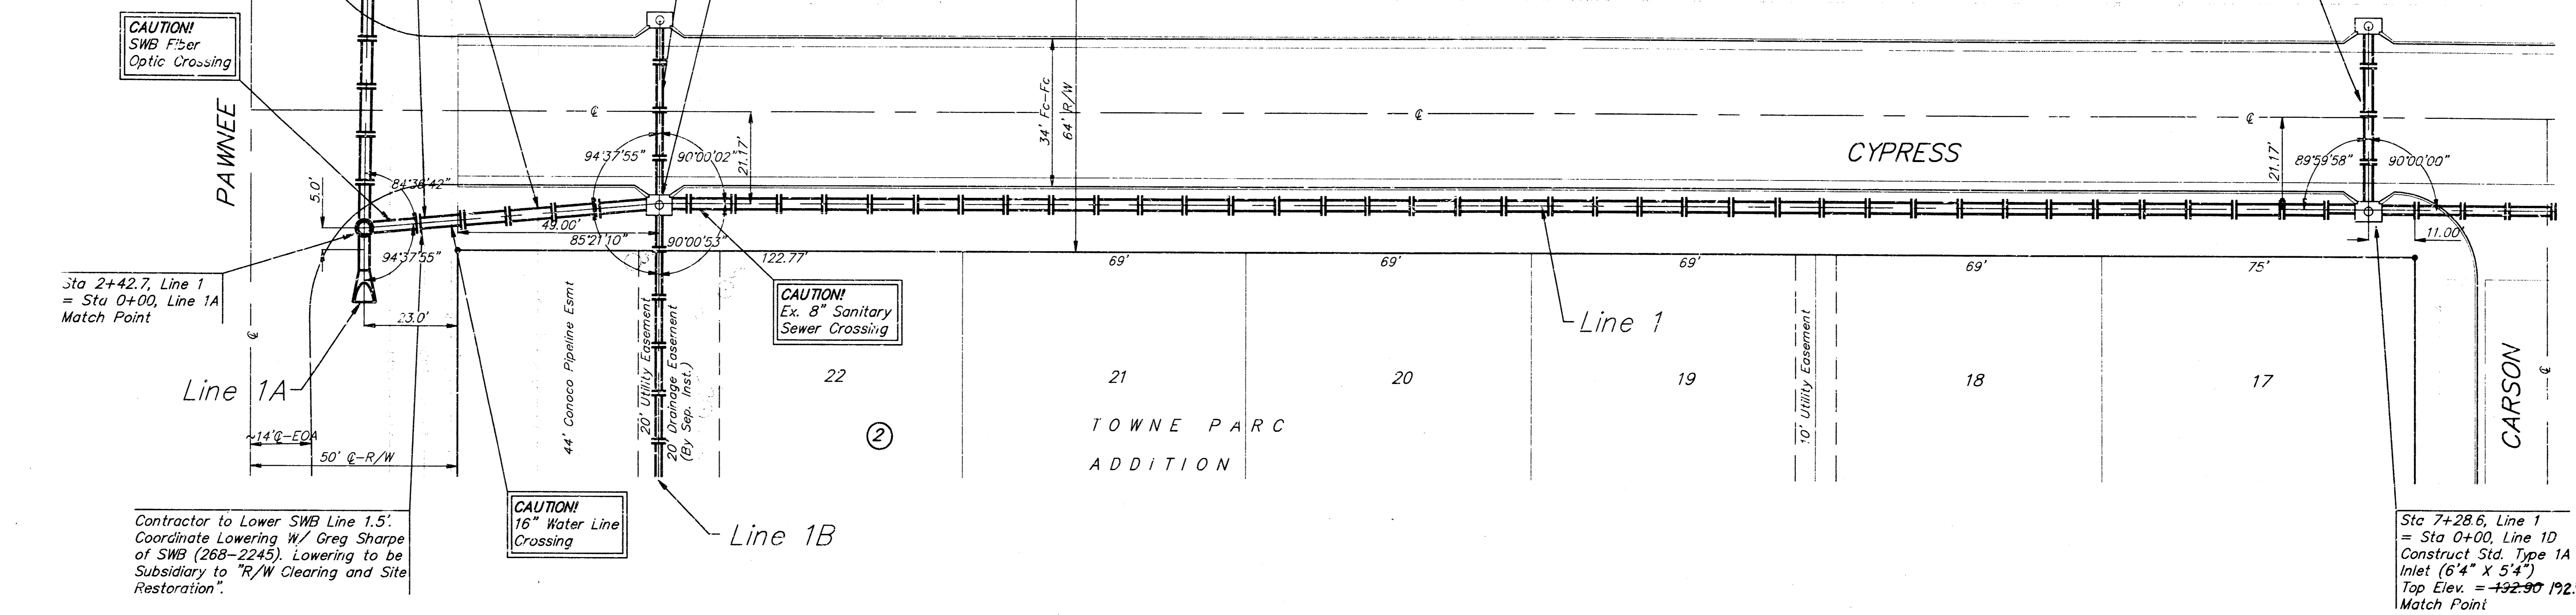 CAUTION!
SWB Fiber
Optic Crossing
PAWNEE
5.0'
84°38'42"
94°37'55"
Sta 2+42.7, Line 1
= Sta 0+00, Line 1A
Match Point
23.0'
Line 1A
~14'℄-EOA
50' ℄-R/W
℄
Contractor to Lower SWB Line 1.5'.
Coordinate Lowering W/ Greg Sharpe
of SWB (268-2245). Lowering to be
Subsidiary to "R/W Clearing and Site
Restoration".
CAUTION!
16" Water Line
Crossing
44' Conoco Pipeline Esmt
20' Utility Easement
20' Drainage Easement
(By Sep. Inst.)
Line 1B
℄
94°37'55"
90°00'02"
21.17'
49.00'
85°21'10"
90°00'53"
122.77'
CAUTION!
Ex. 8" Sanitary
Sewer Crossing
34' Fc-Fc
64' R/W
℄
CYPRESS
℄
69'
69'
69'
69'
75'
Line 1
22
21
20
19
18
17
2
TOWNE PARC
ADDITION
10' Utility Easement
21.17'
89°59'58"
90°00'00"
11.00'
CARSON
℄
Sta 7+28.6, Line 1
= Sta 0+00, Line 1D
Construct Std. Type 1A
Inlet (6'4" X 5'4")
Top Elev. = 192.90 192
Match Point